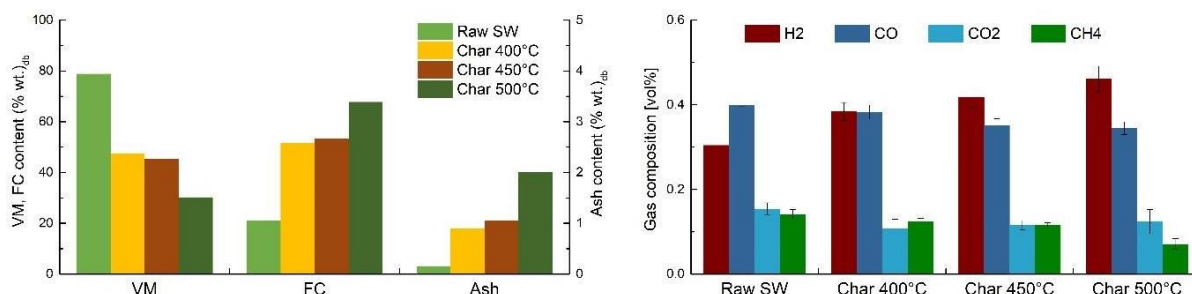 100
80
60
40
20
0
VM, FC content (% wt.)db
Raw SW
Char 400°C
Char 450°C
Char 500°C
5
4
3
2
1
0
Ash content (% wt.)db
VM FC Ash
0.6
0.4
0.2
0.0
Gas composition [vol%]
H2 CO CO2 CH4
Raw SW Char 400°C Char 450°C Char 500°C